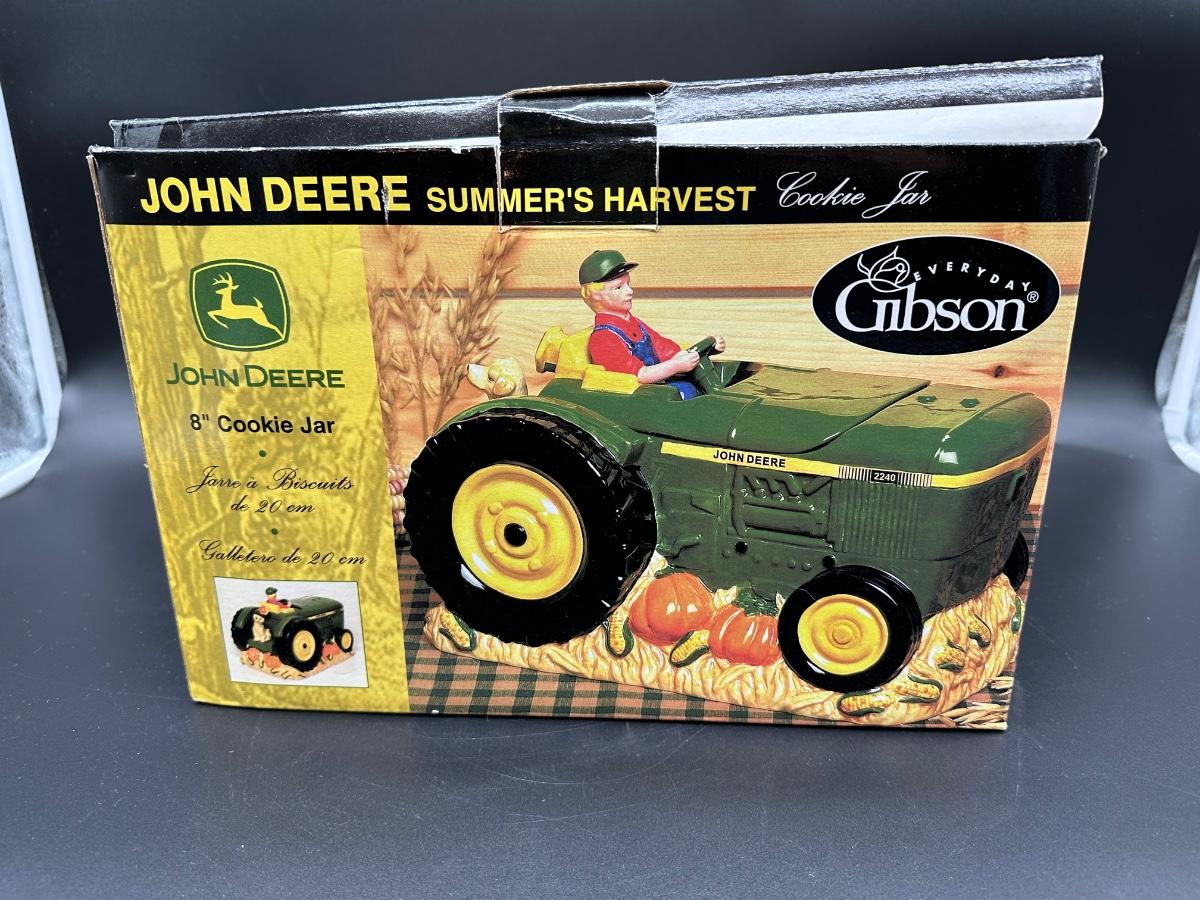 JOHN DEERE SUMMER'S HARVEST Cookie Jar
JOHN DEERE
8" Cookie Jar
Jarre à Biscuits
de 20 cm
Galletero de 20 cm
EVERYDAY
Gibson®
JOHN DEERE 2240